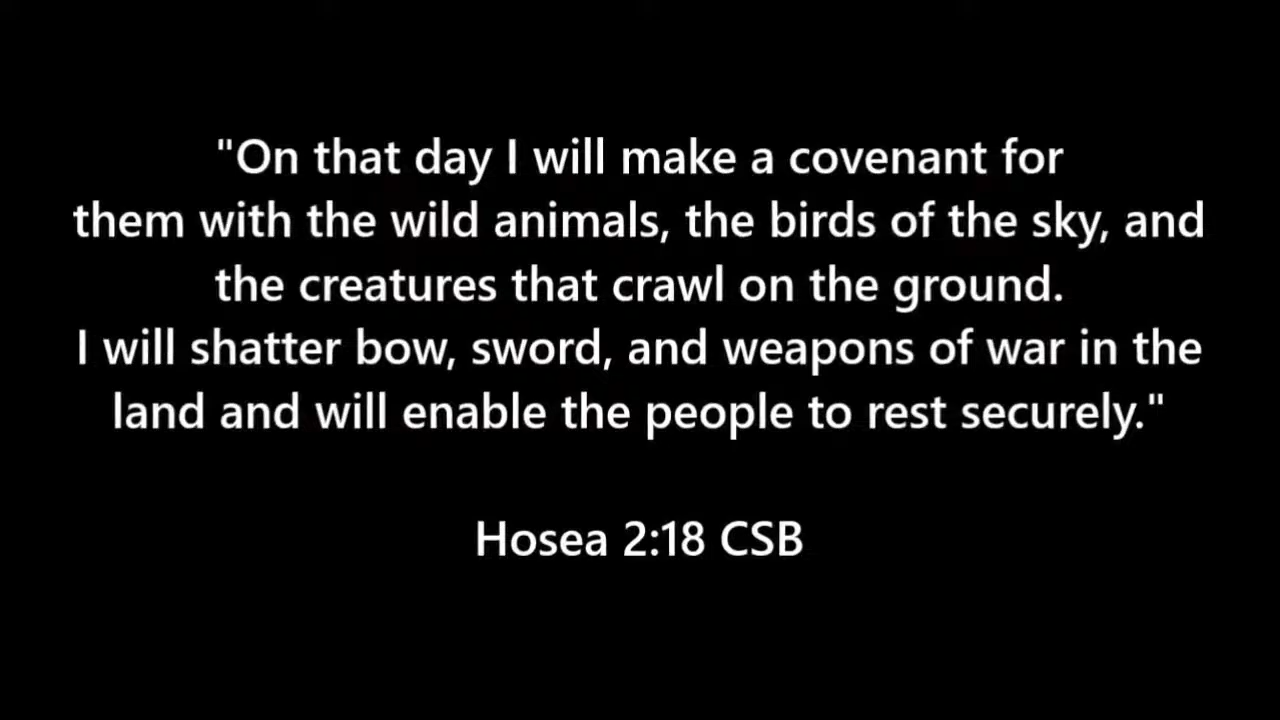 "On that day I will make a covenant for
them with the wild animals, the birds of the sky, and
the creatures that crawl on the ground.
I will shatter bow, sword, and weapons of war in the
land and will enable the people to rest securely."
Hosea 2:18 CSB